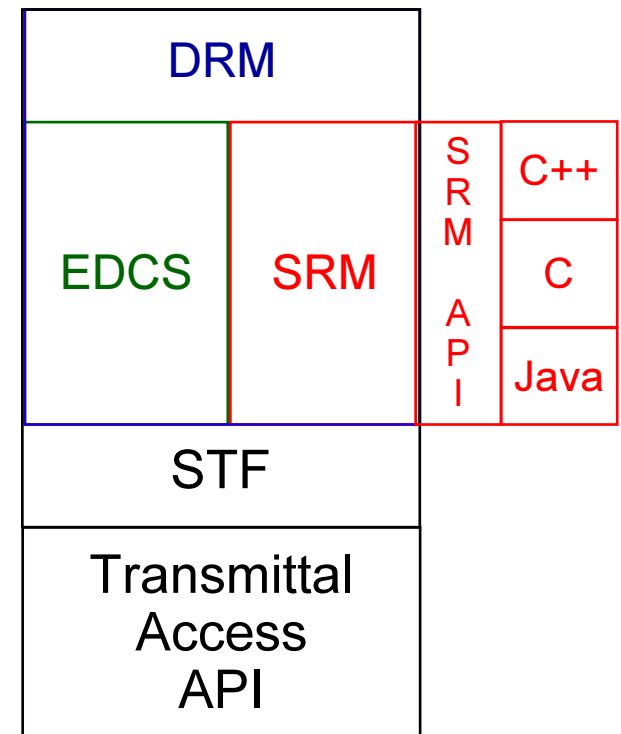 DRM
EDCS
SRM
S
R
M
A
P
I
C++
C
Java
STF
Transmittal
Access
API